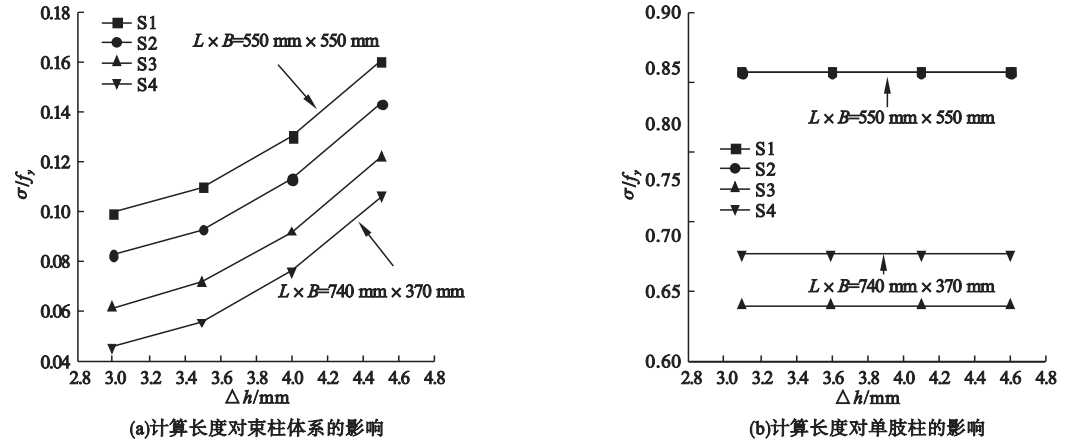 0.18
0.16
0.14
0.12
0.10
0.08
0.06
0.04
σ/fy
S1
S2
S3
S4
L×B=550 mm×550 mm
L×B=740 mm×370 mm
2.8 3.0 3.2 3.4 3.6 3.8 4.0 4.2 4.4 4.6 4.8
△h/mm
(a)计算长度对束柱体系的影响
0.90
0.85
0.80
0.75
0.70
0.65
0.60
σ/fy
L×B=550 mm×550 mm
S1
S2
S3
S4
L×B=740 mm×370 mm
2.8 3.0 3.2 3.4 3.6 3.8 4.0 4.2 4.4 4.6 4.8
△h/mm
(b)计算长度对单肢柱的影响